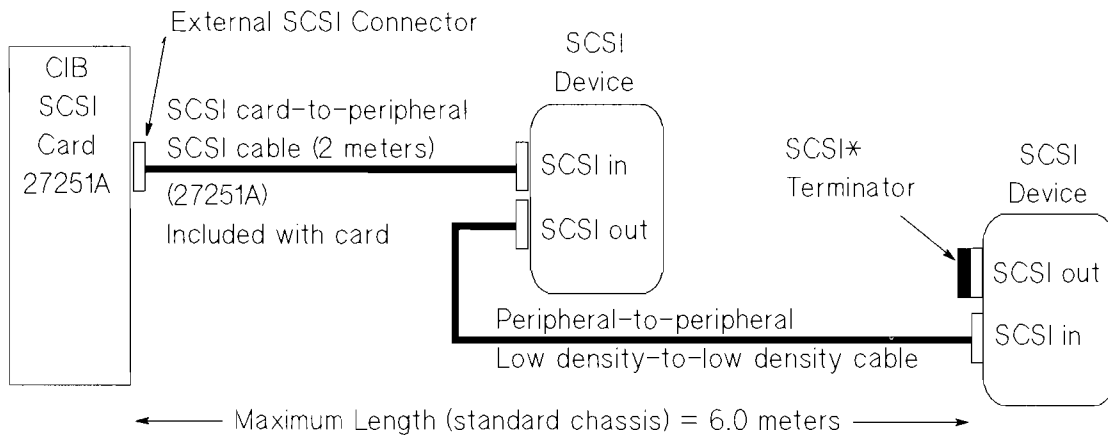 External SCSI Connector
CIB
SCSI
Card
27251A
SCSI card-to-peripheral
SCSI cable (2 meters)
(27251A)
Included with card
SCSI
Device
SCSI in
SCSI out
SCSI*
Terminator
SCSI
Device
SCSI out
SCSI in
Peripheral-to-peripheral
Low density-to-low density cable
Maximum Length (standard chassis) = 6.0 meters